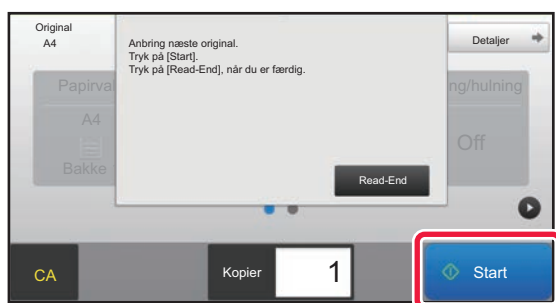 Original
A4
Anbring næste original.
Tryk på [Start].
Tryk på [Read-End], når du er færdig.
Detaljer
Papirval
ng/hulning
A4
Off
Bakke
Read-End
CA
Kopier
1
Start